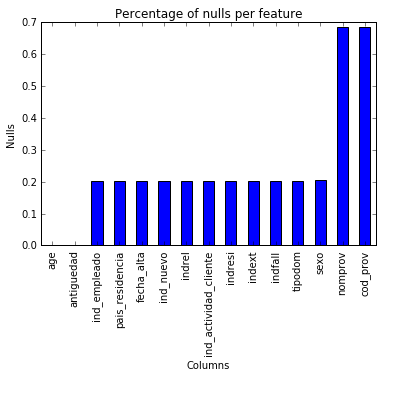 Percentage of nulls per feature
Nulls
0.7
0.6
0.5
0.4
0.3
0.2
0.1
0.0
age
antiguedad
ind_empleado
pais_residencia
fecha_alta
ind_nuevo
indrel
ind_actividad_cliente
indresi
indext
indfall
tipodom
sexo
nomprov
cod_prov
Columns